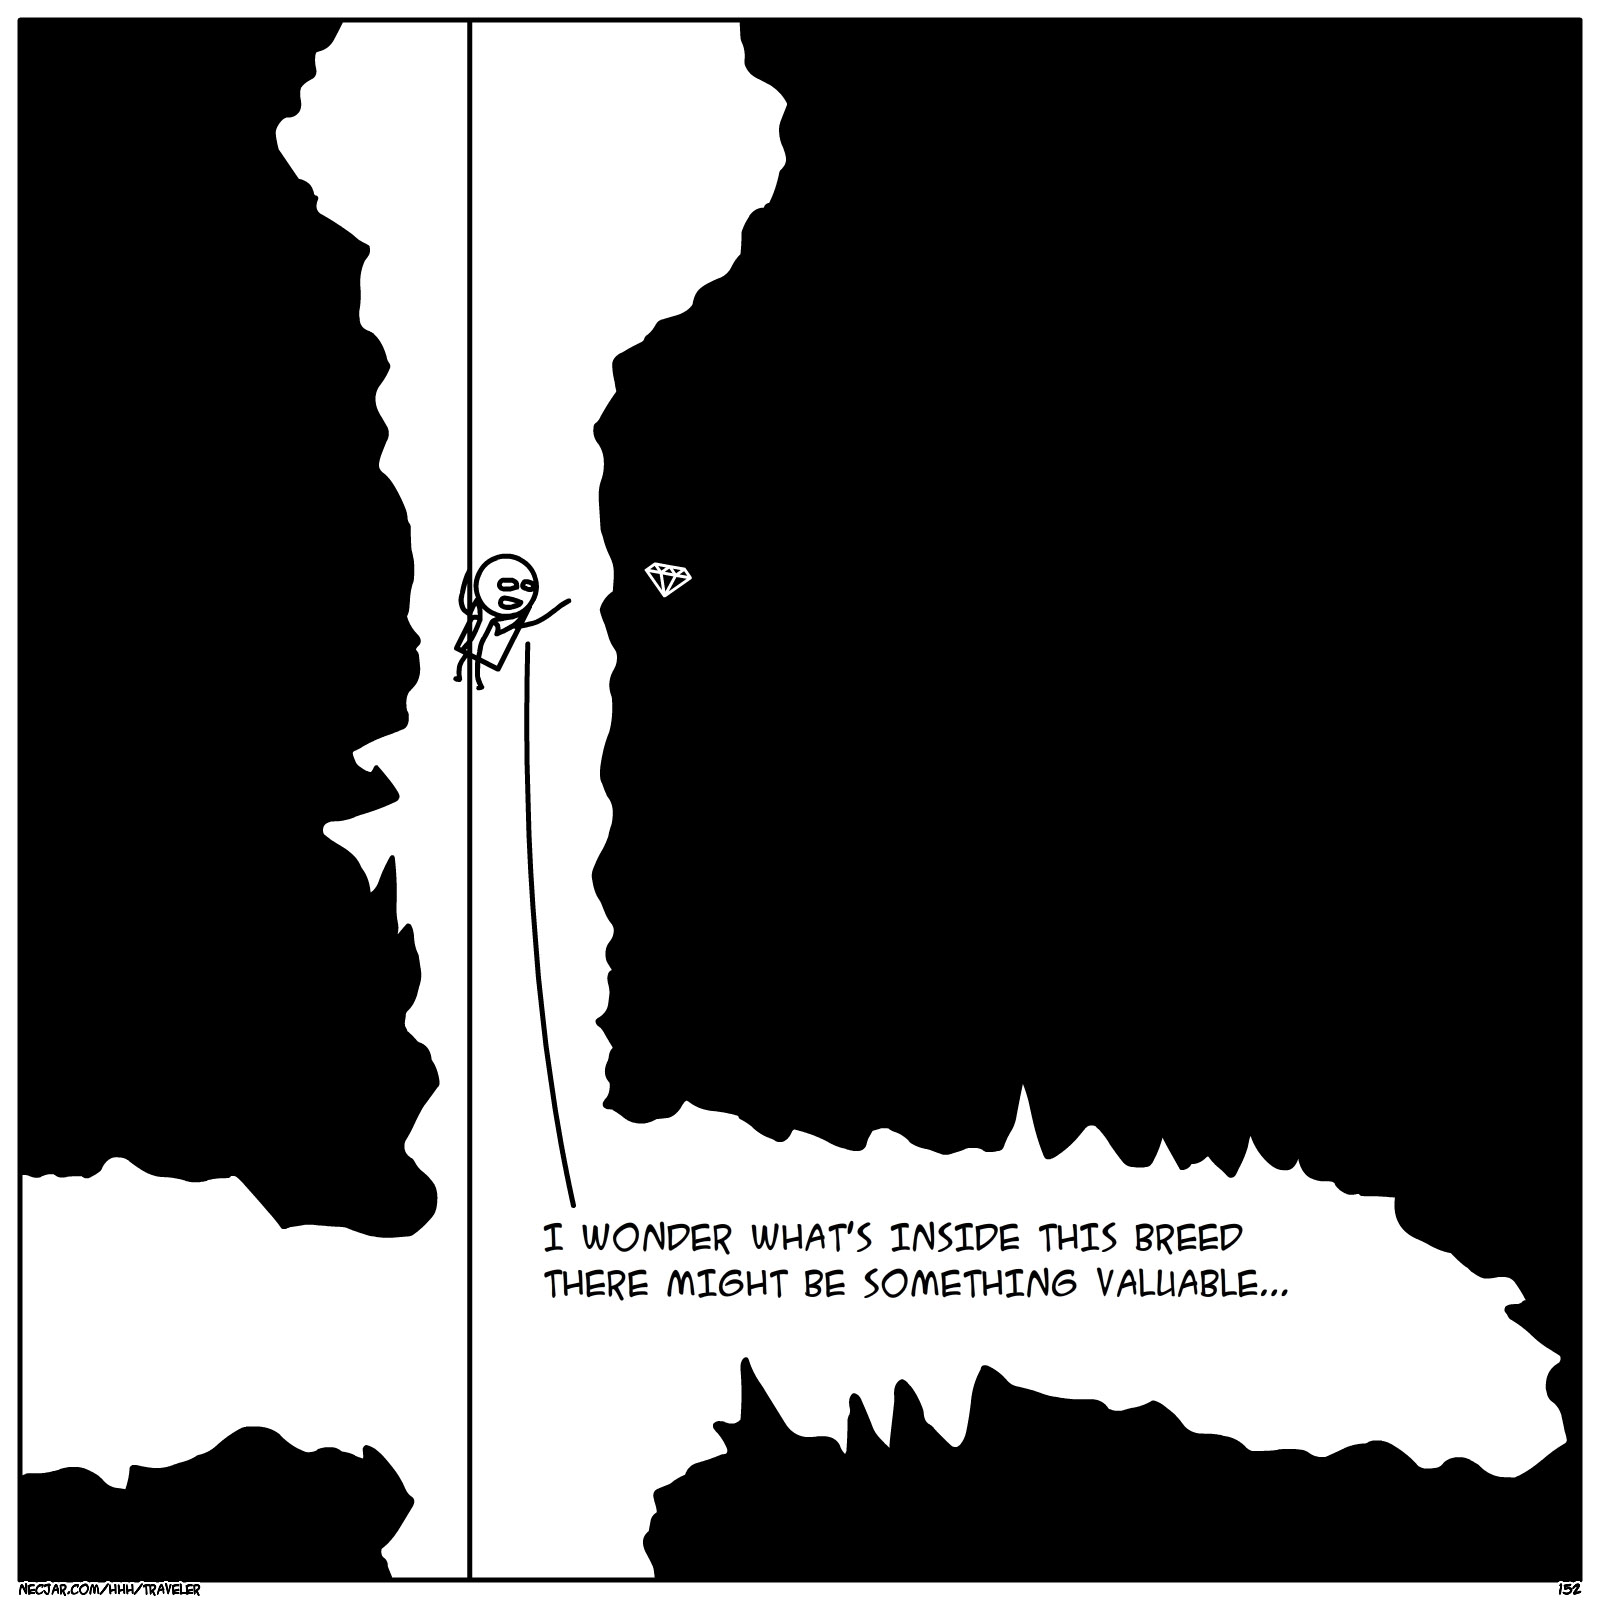 I WONDER WHAT'S INSIDE THIS BREED
THERE MIGHT BE SOMETHING VALUABLE...
NECJAR.COM/HHH/TRAVELER
152